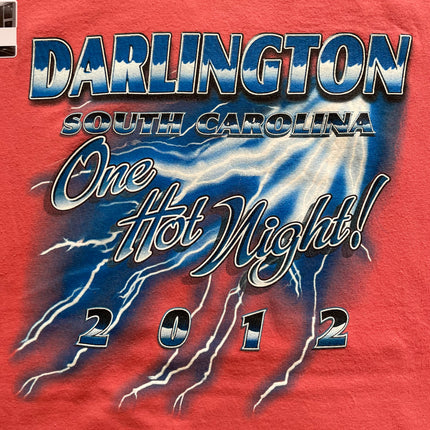 DARLINGTON
SOUTH CAROLINA
One
Hot Night!
2012